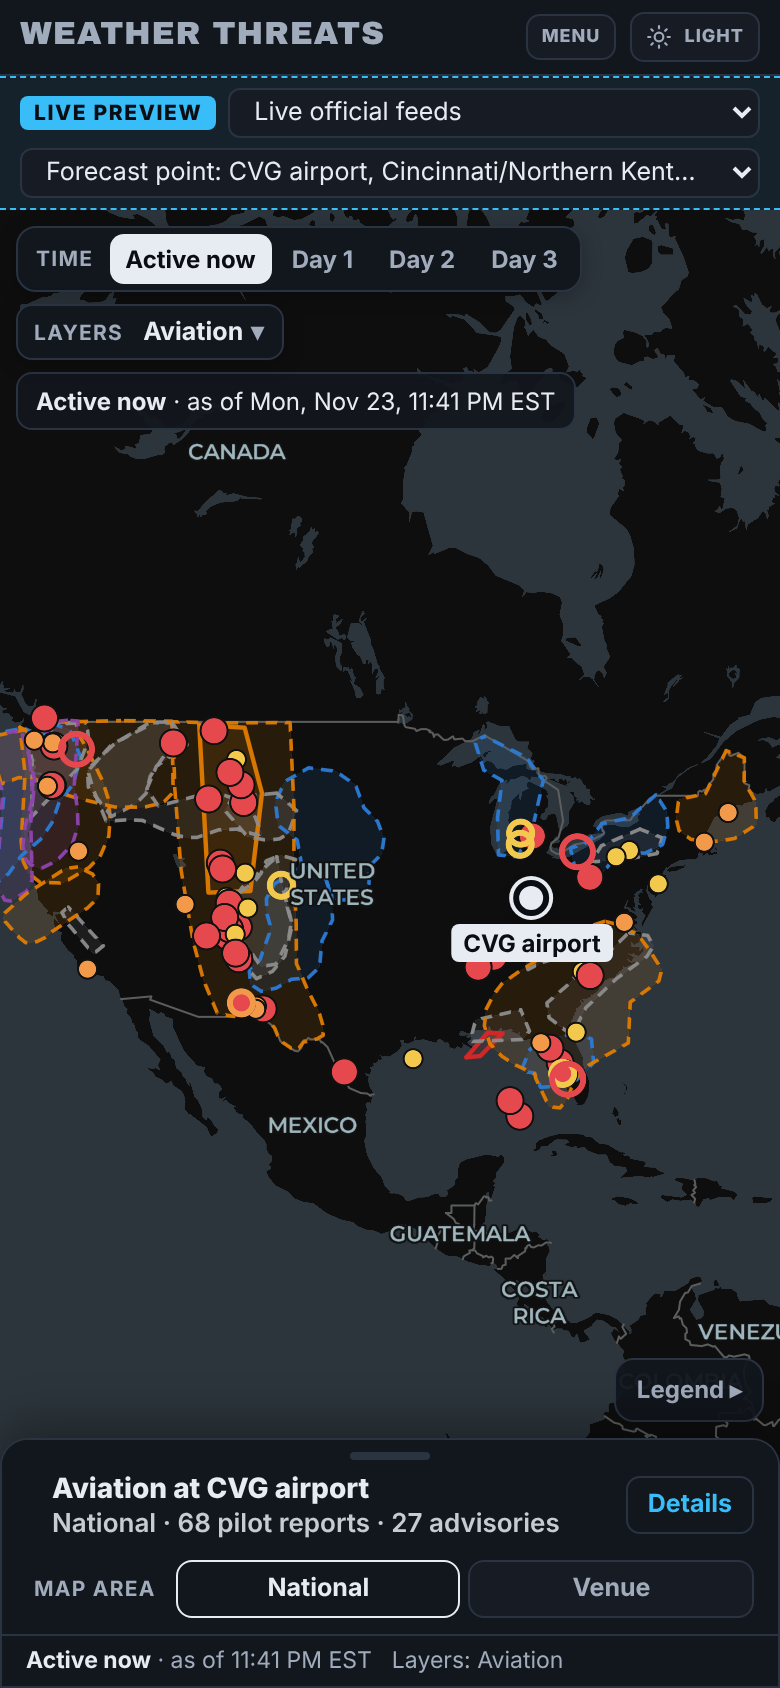 WEATHER THREATS
MENU
LIGHT
LIVE PREVIEW
Live official feeds
Forecast point: CVG airport, Cincinnati/Northern Kent...
TIME
Active now
Day 1
Day 2
Day 3
LAYERS
Aviation ▾
Active now · as of Mon, Nov 23, 11:41 PM EST
CANADA
UNITED
STATES
CVG airport
MEXICO
GUATEMALA
COSTA
RICA
VENEZU
COLOMBIA
Legend ▸
Aviation at CVG airport
National · 68 pilot reports · 27 advisories
Details
MAP AREA
National
Venue
Active now · as of 11:41 PM EST
Layers: Aviation